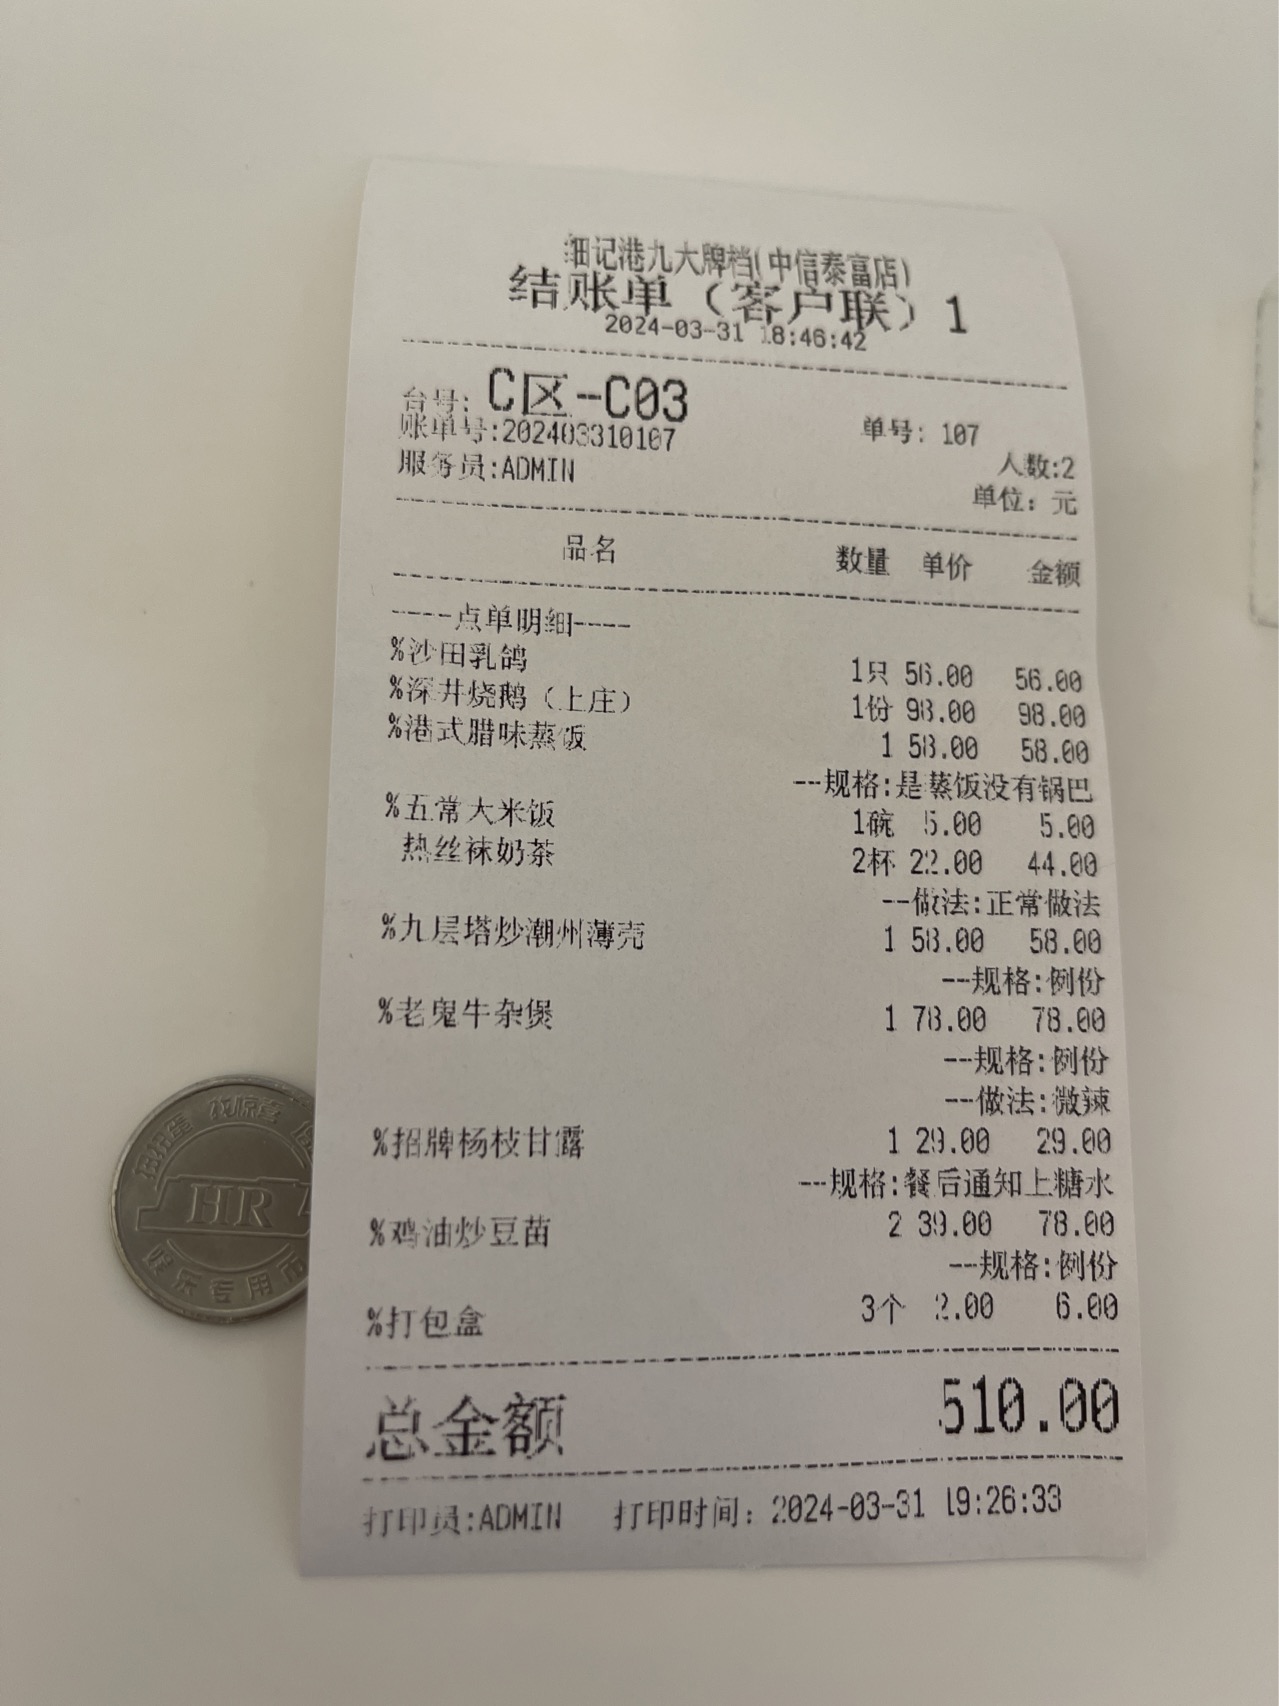 细记港九大牌档(中信泰富店)
结账单（客户联）1
2024-03-31 18:46:42
台号: C区-C03
账单号:202403310107 单号: 107
服务员:ADMIN 人数:2
单位: 元
品名 数量 单价 金额
----点单明细----
%沙田乳鸽 1只 56.00 56.00
%深井烧鹅（上庄） 1份 98.00 98.00
%港式腊味蒸饭 1 58.00 58.00
---规格:是蒸饭没有锅巴
%五常大米饭 1碗 5.00 5.00
热丝袜奶茶 2杯 22.00 44.00
--做法:正常做法
%九层塔炒潮州薄壳 1 58.00 58.00
--规格:例份
%老鬼牛杂煲 1 78.00 78.00
--规格:例份
--做法:微辣
%招牌杨枝甘露 1 29.00 29.00
---规格:餐后通知上糖水
%鸡油炒豆苗 2 39.00 78.00
--规格:例份
%打包盒 3个 2.00 6.00
总金额 510.00
打印员:ADMIN 打印时间: 2024-03-31 19:26:33
HR
娱乐专用币